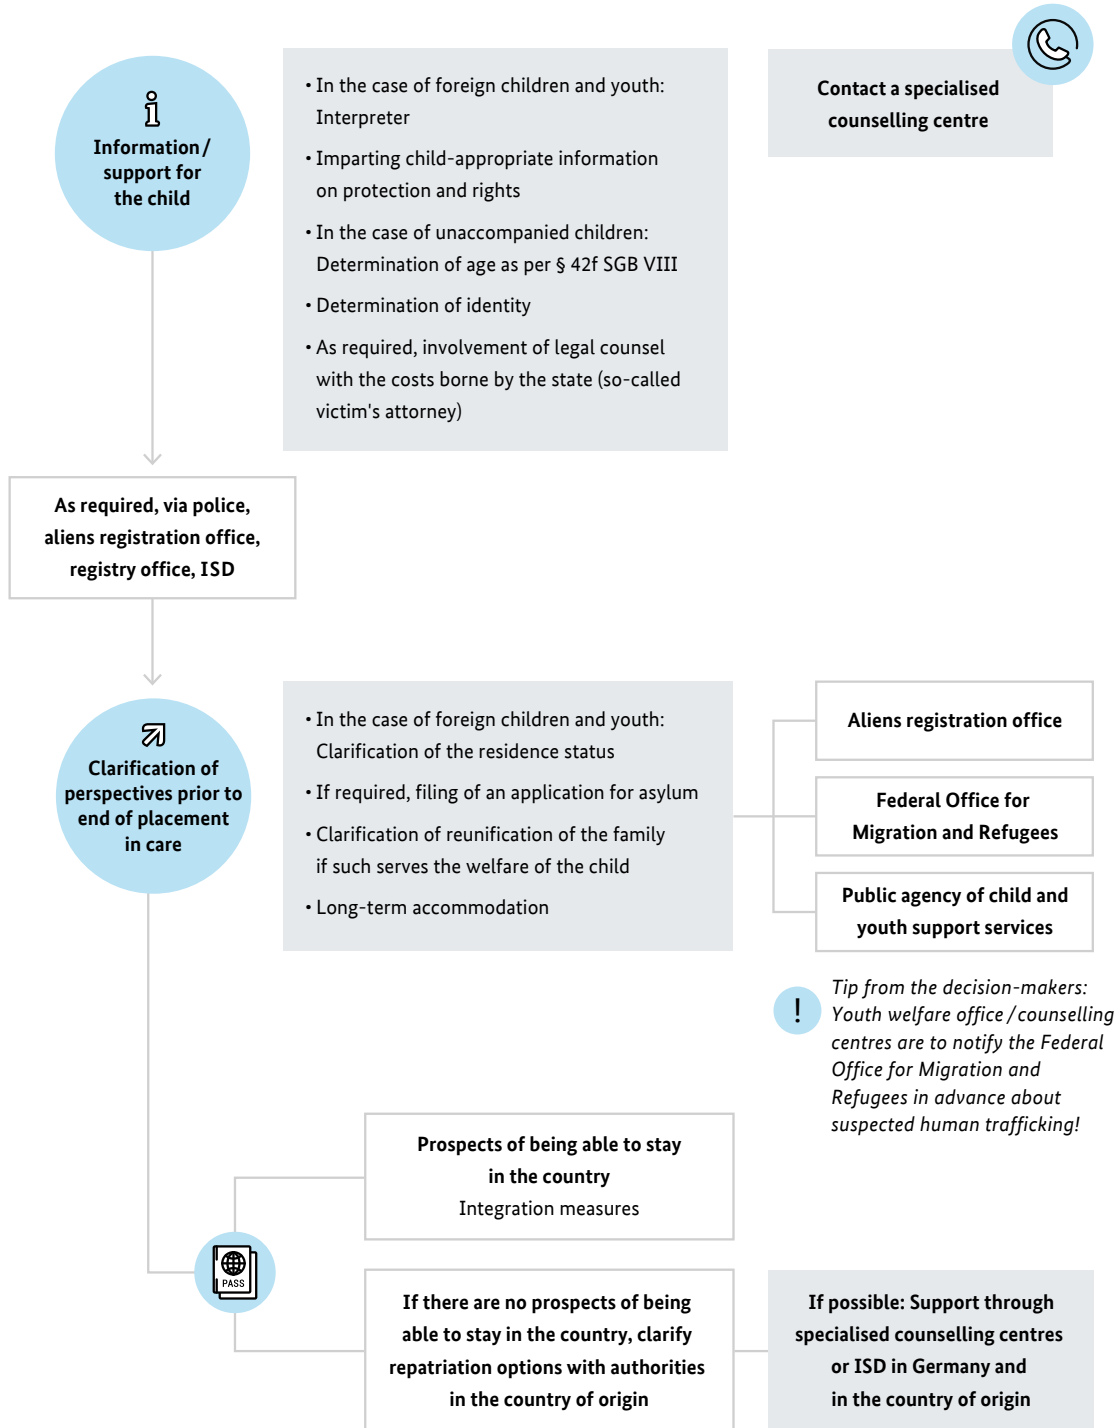 Information /
support for
the child
• In the case of foreign children and youth:
Interpreter
• Imparting child-appropriate information
on protection and rights
• In the case of unaccompanied children:
Determination of age as per § 42f SGB VIII
• Determination of identity
• As required, involvement of legal counsel
with the costs borne by the state (so-called
victim's attorney)
Contact a specialised
counselling centre
As required, via police,
aliens registration office,
registry office, ISD
Clarification of
perspectives prior to
end of placement
in care
• In the case of foreign children and youth:
Clarification of the residence status
• If required, filing of an application for asylum
• Clarification of reunification of the family
if such serves the welfare of the child
• Long-term accommodation
Aliens registration office
Federal Office for
Migration and Refugees
Public agency of child and
youth support services
!
Tip from the decision-makers:
Youth welfare office / counselling
centres are to notify the Federal
Office for Migration and
Refugees in advance about
suspected human trafficking!
Prospects of being able to stay
in the country
Integration measures
PASS
If there are no prospects of being
able to stay in the country, clarify
repatriation options with authorities
in the country of origin
If possible: Support through
specialised counselling centres
or ISD in Germany and
in the country of origin